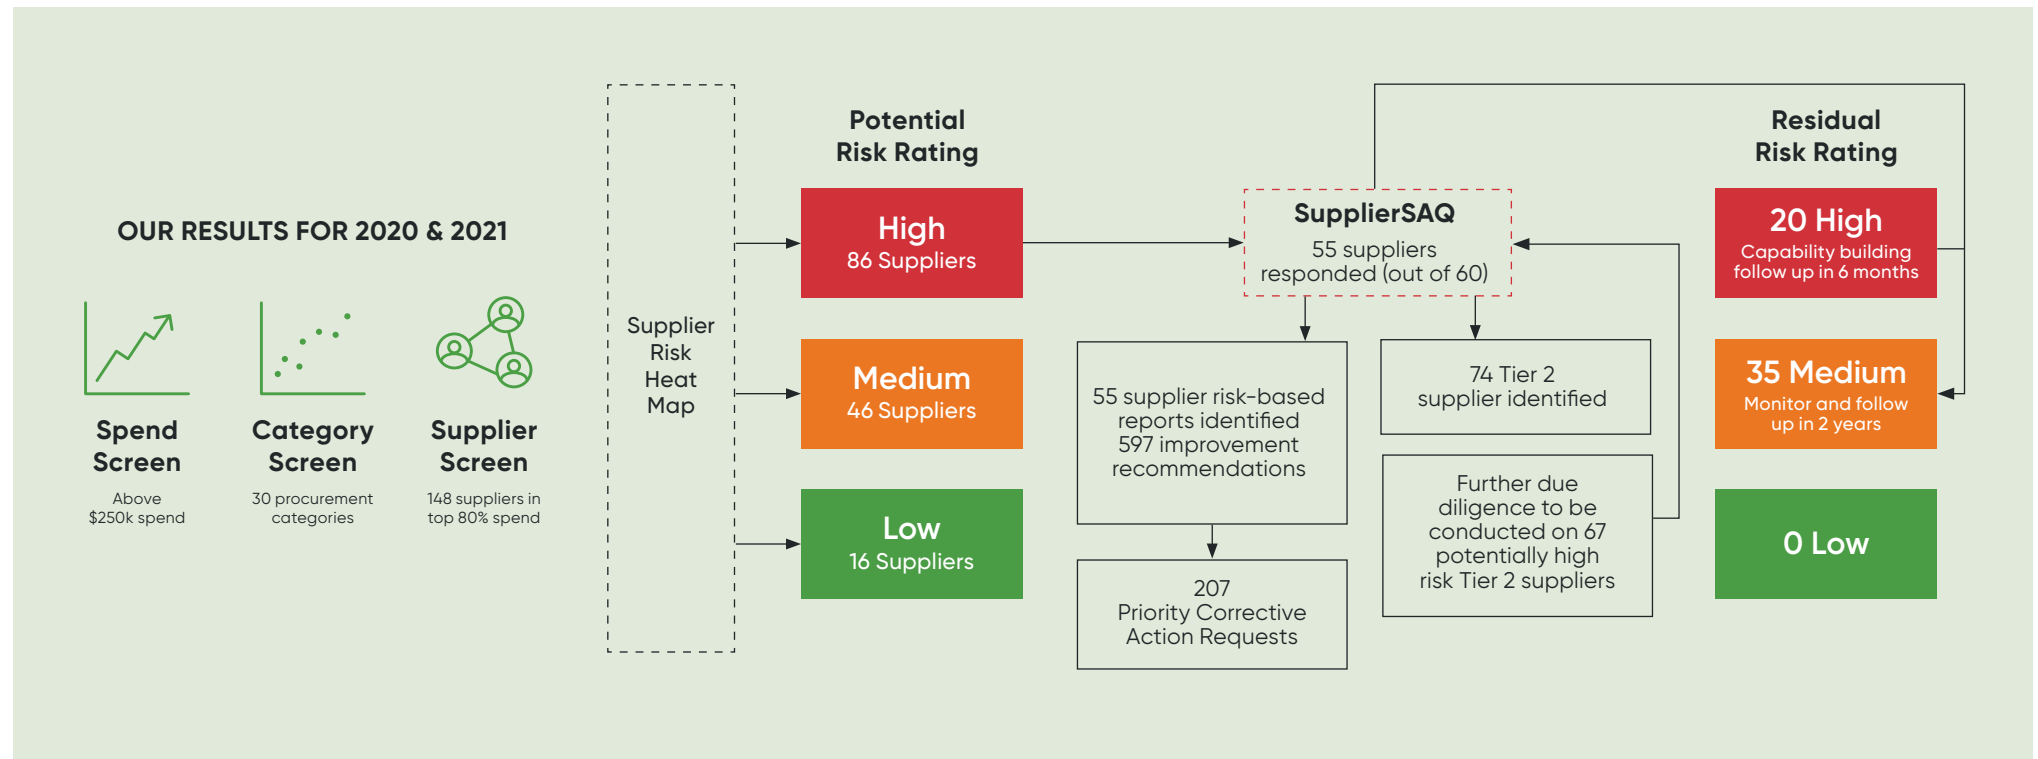 OUR RESULTS FOR 2020 & 2021
Spend
Screen
Above
$250k spend
Category
Screen
30 procurement
categories
Supplier
Screen
148 suppliers in
top 80% spend
Supplier
Risk
Heat
Map
Potential
Risk Rating
High
86 Suppliers
Medium
46 Suppliers
Low
16 Suppliers
SupplierSAQ
55 suppliers
responded (out of 60)
55 supplier risk-based
reports identified
597 improvement
recommendations
207
Priority Corrective
Action Requests
74 Tier 2
supplier identified
Further due
diligence to be
conducted on 67
potentially high
risk Tier 2 suppliers
Residual
Risk Rating
20 High
Capability building
follow up in 6 months
35 Medium
Monitor and follow
up in 2 years
0 Low